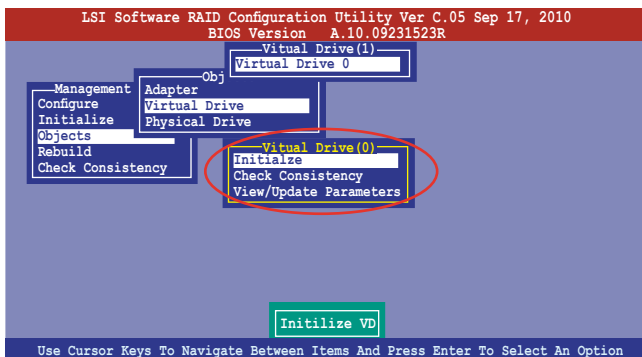 LSI Software RAID Configuration Utility Ver C.05 Sep 17, 2010
BIOS Version A.10.09231523R
Vitual Drive(1)
Virtual Drive 0
Obj
Adapter
Virtual Drive
Physical Drive
Management
Configure
Initialize
Objects
Rebuild
Check Consistency
Vitual Drive(0)
Initialze
Check Consistency
View/Update Parameters
Initilize VD
Use Cursor Keys To Navigate Between Items And Press Enter To Select An Option